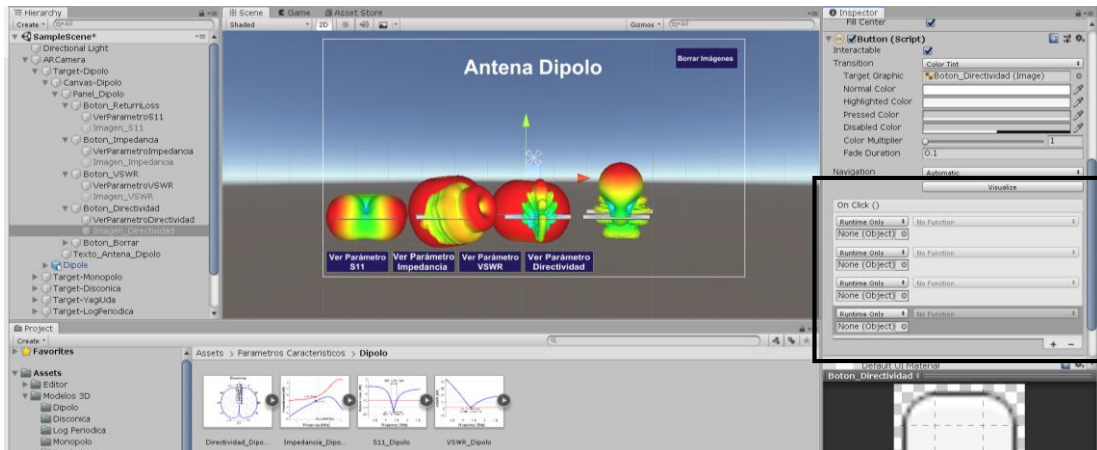 Hierarchy
Create
All
SampleScene*
Directional Light
ARCamera
Target-Dipolo
Canvas-Dipolo
Panel_Dipolo
Boton_ReturnLoss
VerParametroS11
Imagen_S11
Boton_Impedancia
VerParametroImpedancia
Imagen_Impedancia
Boton_VSWR
VerParametroVSWR
Imagen_VSWR
Boton_Directividad
VerParametroDirectividad
Imagen_Directividad
Boton_Borrar
Texto_Antena_Dipolo
Dipole
Target-Monopolo
Target-Disconica
Target-YagiUda
Target-LogPeriodica
Scene Game Asset Store
Shaded 2D Gizmos All
Antena Dipolo
Borrar Imágenes
Ver Parámetro S11
Ver Parámetro Impedancia
Ver Parámetro VSWR
Ver Parámetro Directividad
Inspector
Fill Center
Button (Script)
Interactable
Transition Color Tint
Target Graphic Boton_Directividad (Image)
Normal Color
Highlighted Color
Pressed Color
Disabled Color
Color Multiplier 1
Fade Duration 0.1
Navigation Automatic
Visualize
On Click ()
Runtime Only No Function
None (Object)
Runtime Only No Function
None (Object)
Runtime Only No Function
None (Object)
Runtime Only No Function
None (Object)
+ -
Default UI Material
Boton_Directividad
Project
Create
Favorites
Assets
Editor
Modelos 3D
Dipolo
Disconica
Log Periodica
Monopolo
Assets > Parametros Caracteristicos > Dipolo
Directividad_Dipo...
Impedancia_Dipo...
S11_Dipolo
VSWR_Dipolo